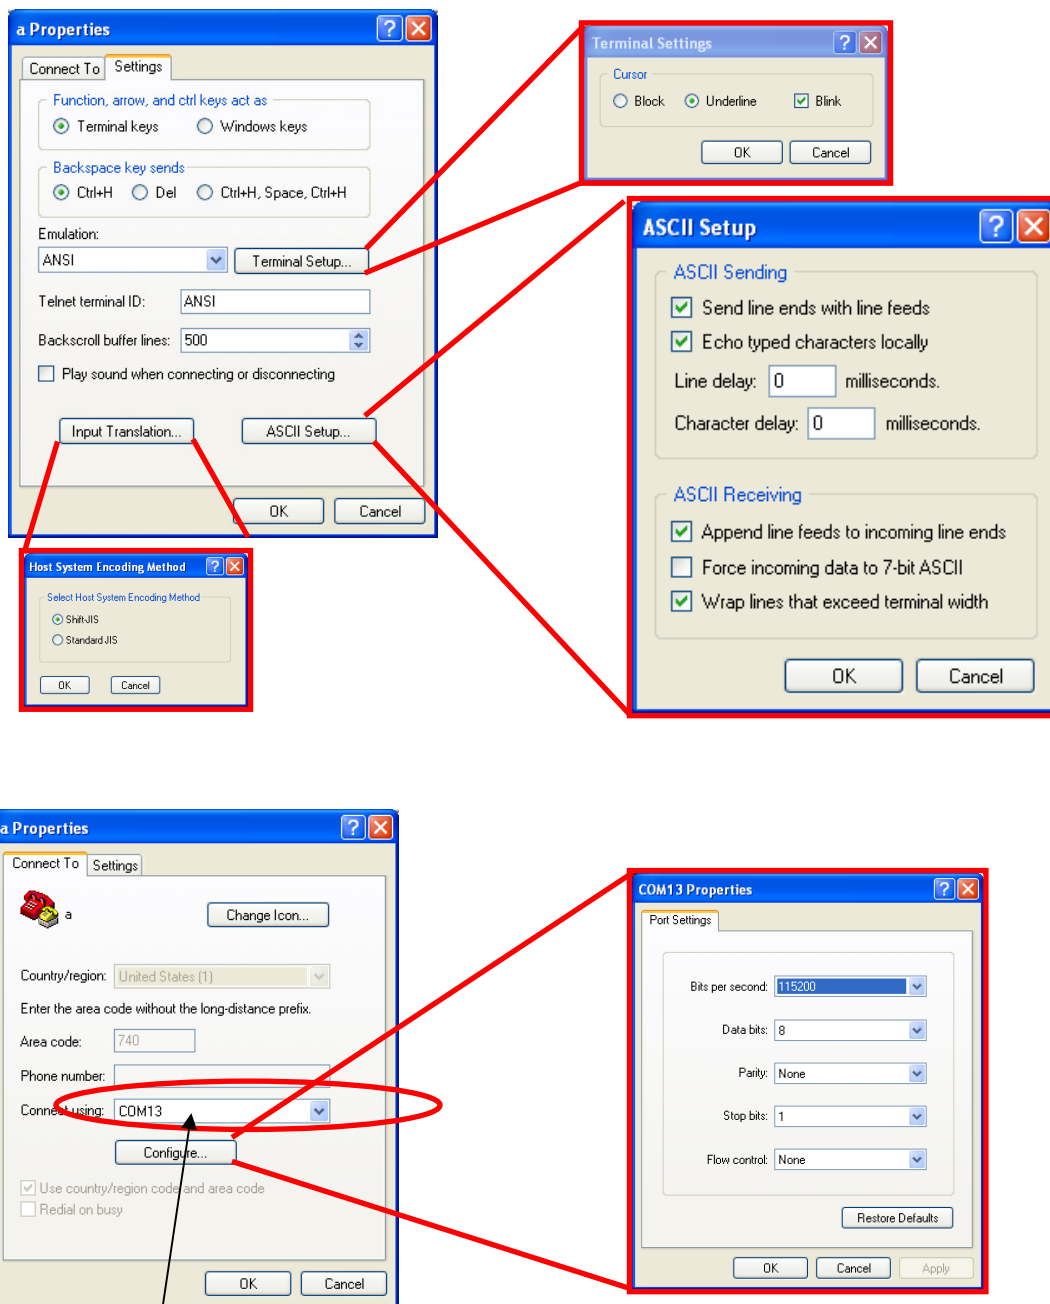 a Properties
Connect To
Settings
Function, arrow, and ctrl keys act as
Terminal keys
Windows keys
Backspace key sends
Ctrl+H
Del
Ctrl+H, Space, Ctrl+H
Emulation:
ANSI
Terminal Setup...
Telnet terminal ID:
ANSI
Backscroll buffer lines:
500
Play sound when connecting or disconnecting
Input Translation...
ASCII Setup...
OK
Cancel
Terminal Settings
Cursor
Block
Underline
Blink
OK
Cancel
ASCII Setup
ASCII Sending
Send line ends with line feeds
Echo typed characters locally
Line delay: 0 milliseconds.
Character delay: 0 milliseconds.
ASCII Receiving
Append line feeds to incoming line ends
Force incoming data to 7-bit ASCII
Wrap lines that exceed terminal width
OK
Cancel
Host System Encoding Method
Select Host System Encoding Method
Shift-JIS
Standard JIS
OK
Cancel
a Properties
Connect To
Settings
a
Change Icon...
Country/region: United States (1)
Enter the area code without the long-distance prefix.
Area code: 740
Phone number:
Connect using: COM13
Configure...
Use country/region code and area code
Redial on busy
OK
Cancel
COM13 Properties
Port Settings
Bits per second: 115200
Data bits: 8
Parity: None
Stop bits: 1
Flow control: None
Restore Defaults
OK
Cancel
Apply